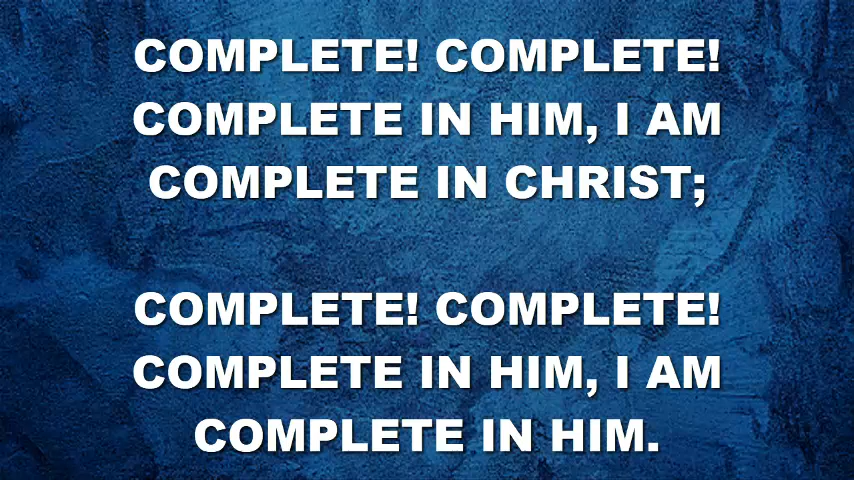 COMPLETE! COMPLETE!
COMPLETE IN HIM, I AM
COMPLETE IN CHRIST;
COMPLETE! COMPLETE!
COMPLETE IN HIM, I AM
COMPLETE IN HIM.